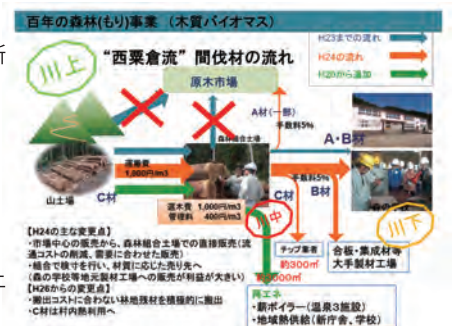 百年の森林(もり)事業 （木質バイオマス）
H23までの流れ
H24の流れ
H26から追加
新
川上
“西粟倉流” 間伐材の流れ
原木市場
A材(一部)
手数料5%
森林組合土場
A・B材
運搬費
1,000円/m3
山土場
C材
選木費 1,000円/m3
管理料 400円/m3
川中
C材
手数料5%
B材
川下
【H24の主な変更点】
・市場中心の販売から、森林組合土場での直接販売(流
通コストの削減、需要に合わせた販売)
・組合で検寸を行い、材質に応じた売り先へ
(森の学校等地元製材工場への販売が利益が大きい)
【H26からの変更点】
・搬出コストに合わない林地残材を積極的に搬出
・C材は村内熱利用へ
チップ業者
約300㎥
合板・集成材等
大手製材工場
再エネ
・薪ボイラー（温泉3施設）
・地域熱供給（新庁舎、学校）